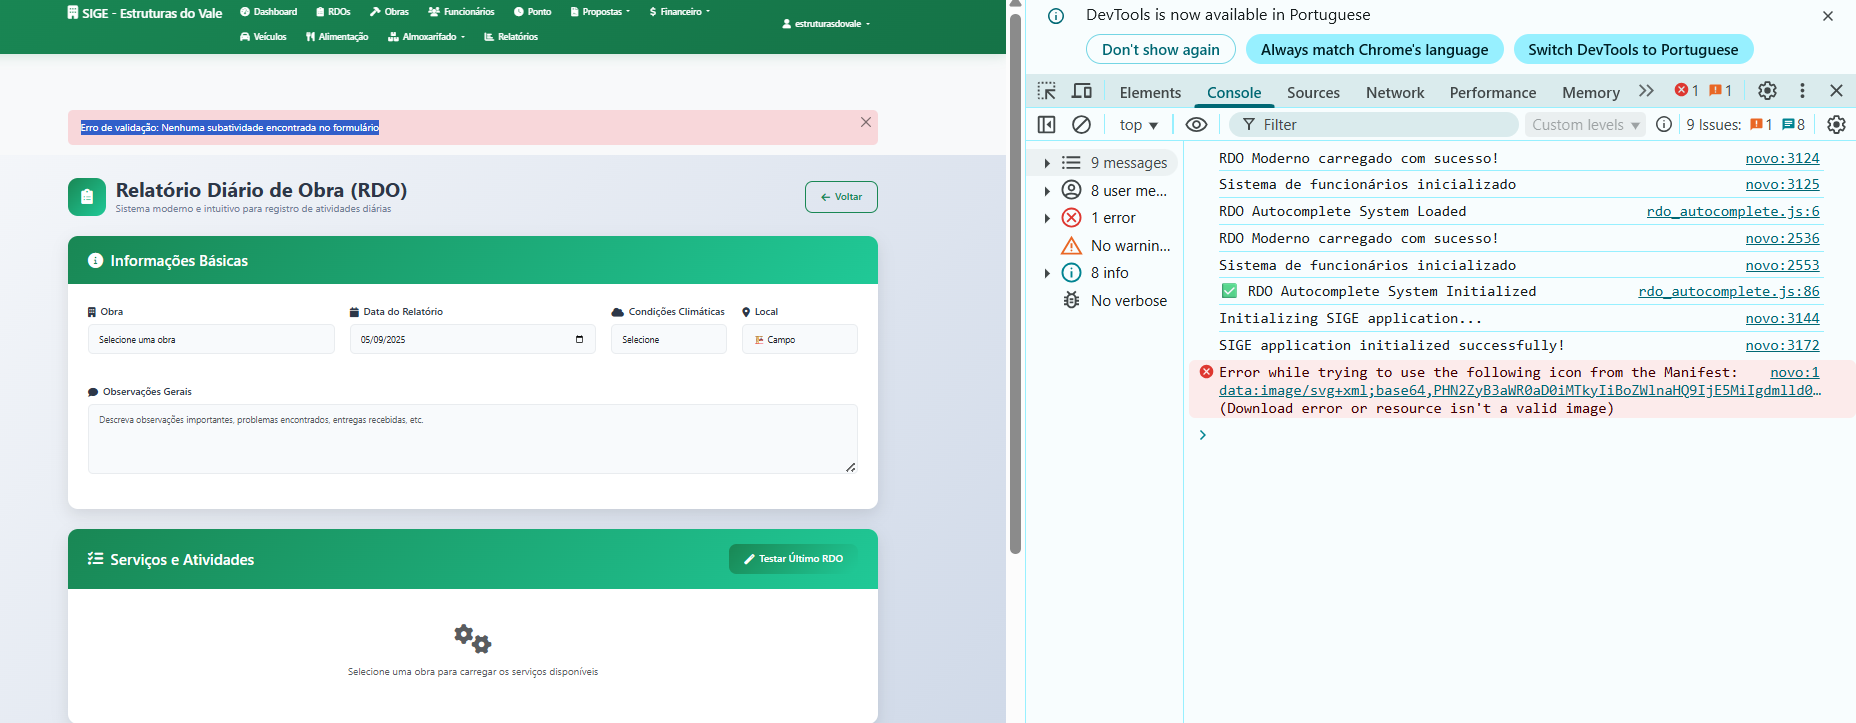 SIGE - Estruturas do Vale
Dashboard RDOs Obras Funcionários Ponto Propostas Financeiro
Veículos Alimentação Almoxarifado Relatórios
estruturasdovale
Erro de validação: Nenhuma subatividade encontrada no formulário
Relatório Diário de Obra (RDO)
Sistema moderno e intuitivo para registro de atividades diárias
Voltar
Informações Básicas
Obra Data do Relatório Condições Climáticas Local
Selecione uma obra 05/09/2025 Selecione Campo
Observações Gerais
Descreva observações importantes, problemas encontrados, entregas recebidas, etc.
Serviços e Atividades
Testar Último RDO
Selecione uma obra para carregar os serviços disponíveis
DevTools is now available in Portuguese
Don't show again Always match Chrome's language Switch DevTools to Portuguese
Elements Console Sources Network Performance Memory 1 1
top Filter Custom levels 9 Issues: 1 8
9 messages
8 user me...
1 error
No warnin...
8 info
No verbose
RDO Moderno carregado com sucesso! novo:3124
Sistema de funcionários inicializado novo:3125
RDO Autocomplete System Loaded rdo_autocomplete.js:6
RDO Moderno carregado com sucesso! novo:2536
Sistema de funcionários inicializado novo:2553
✅ RDO Autocomplete System Initialized rdo_autocomplete.js:86
Initializing SIGE application... novo:3144
SIGE application initialized successfully! novo:3172
Error while trying to use the following icon from the Manifest: novo:1
data:image/svg+xml;base64,PHN2ZyB3aWR0aD0iMTkyIiBoZWlnaHQ9IjE5MiIgdmlld0…
(Download error or resource isn't a valid image)